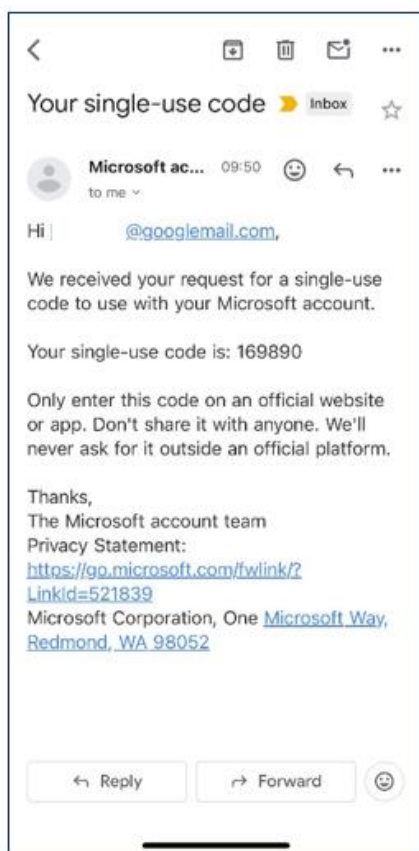 Your single-use code Inbox
Microsoft ac... 09:50
to me
Hi @googlemail.com,
We received your request for a single-use
code to use with your Microsoft account.
Your single-use code is: 169890
Only enter this code on an official website
or app. Don't share it with anyone. We'll
never ask for it outside an official platform.
Thanks,
The Microsoft account team
Privacy Statement:
https://go.microsoft.com/fwlink/?
LinkId=521839
Microsoft Corporation, One Microsoft Way,
Redmond, WA 98052
Reply Forward